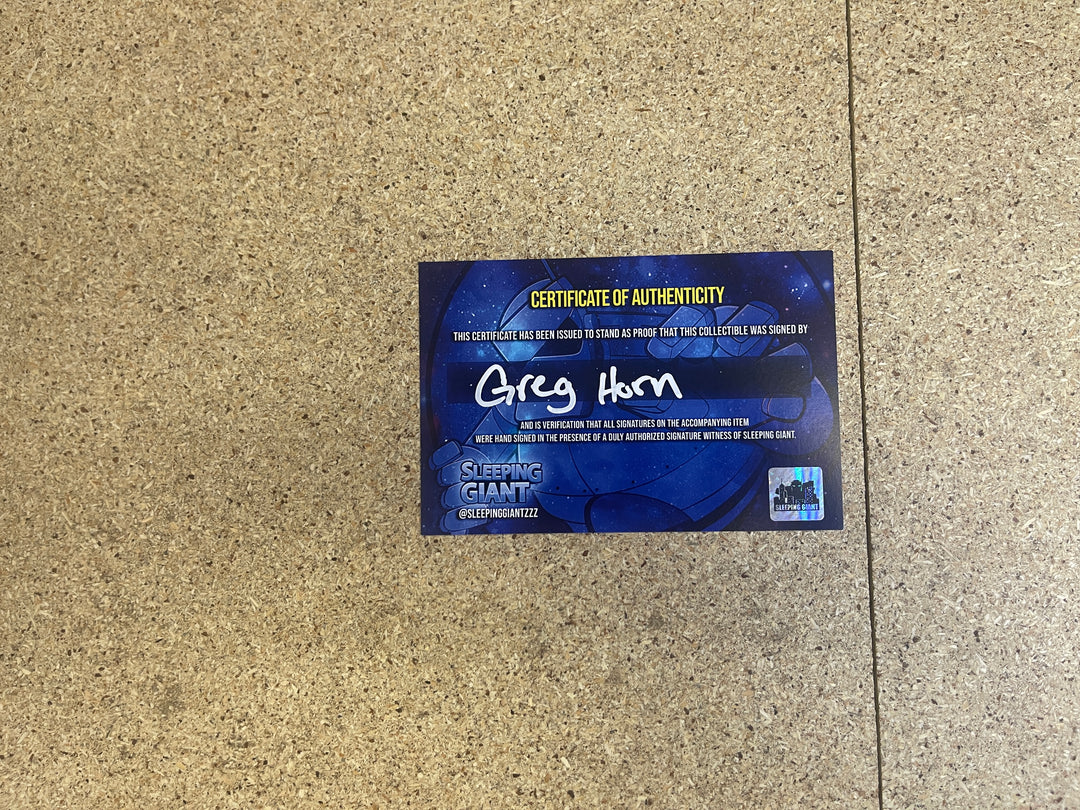 CERTIFICATE OF AUTHENTICITY
THIS CERTIFICATE HAS BEEN ISSUED TO STAND AS PROOF THAT THIS COLLECTIBLE WAS SIGNED BY
Greg Horn
AND IS VERIFICATION THAT ALL SIGNATURES ON THE ACCOMPANYING ITEM
WERE HAND SIGNED IN THE PRESENCE OF A DULY AUTHORIZED SIGNATURE WITNESS OF SLEEPING GIANT.
SLEEPING
GIANT
@SLEEPINGGIANTZZZ
SLEEPING GIANT